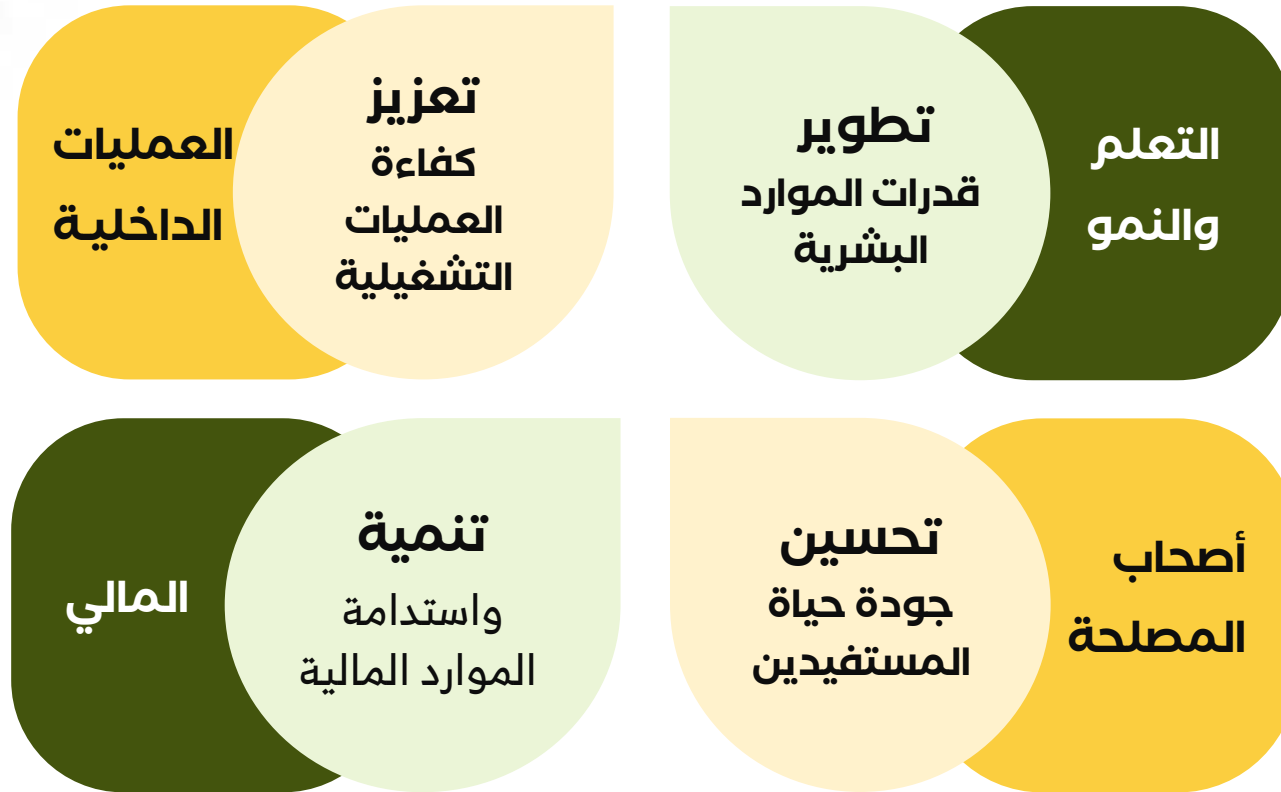 التعلم
والنمو
تطوير
قدرات الموارد
البشرية
تعزيز
كفاءة
العمليات
التشغيلية
العمليات
الداخلية
أصحاب
المصلحة
تحسين
جودة حياة
المستفيدين
تنمية
واستدامة
الموارد المالية
المالي